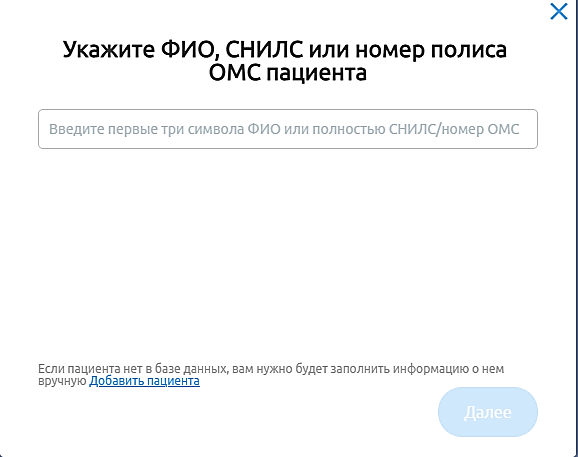 Укажите ФИО, СНИЛС или номер полиса
ОМС пациента
Введите первые три символа ФИО или полностью СНИЛС/номер ОМС
Если пациента нет в базе данных, вам нужно будет заполнить информацию о нем
вручную Добавить пациента
Далее